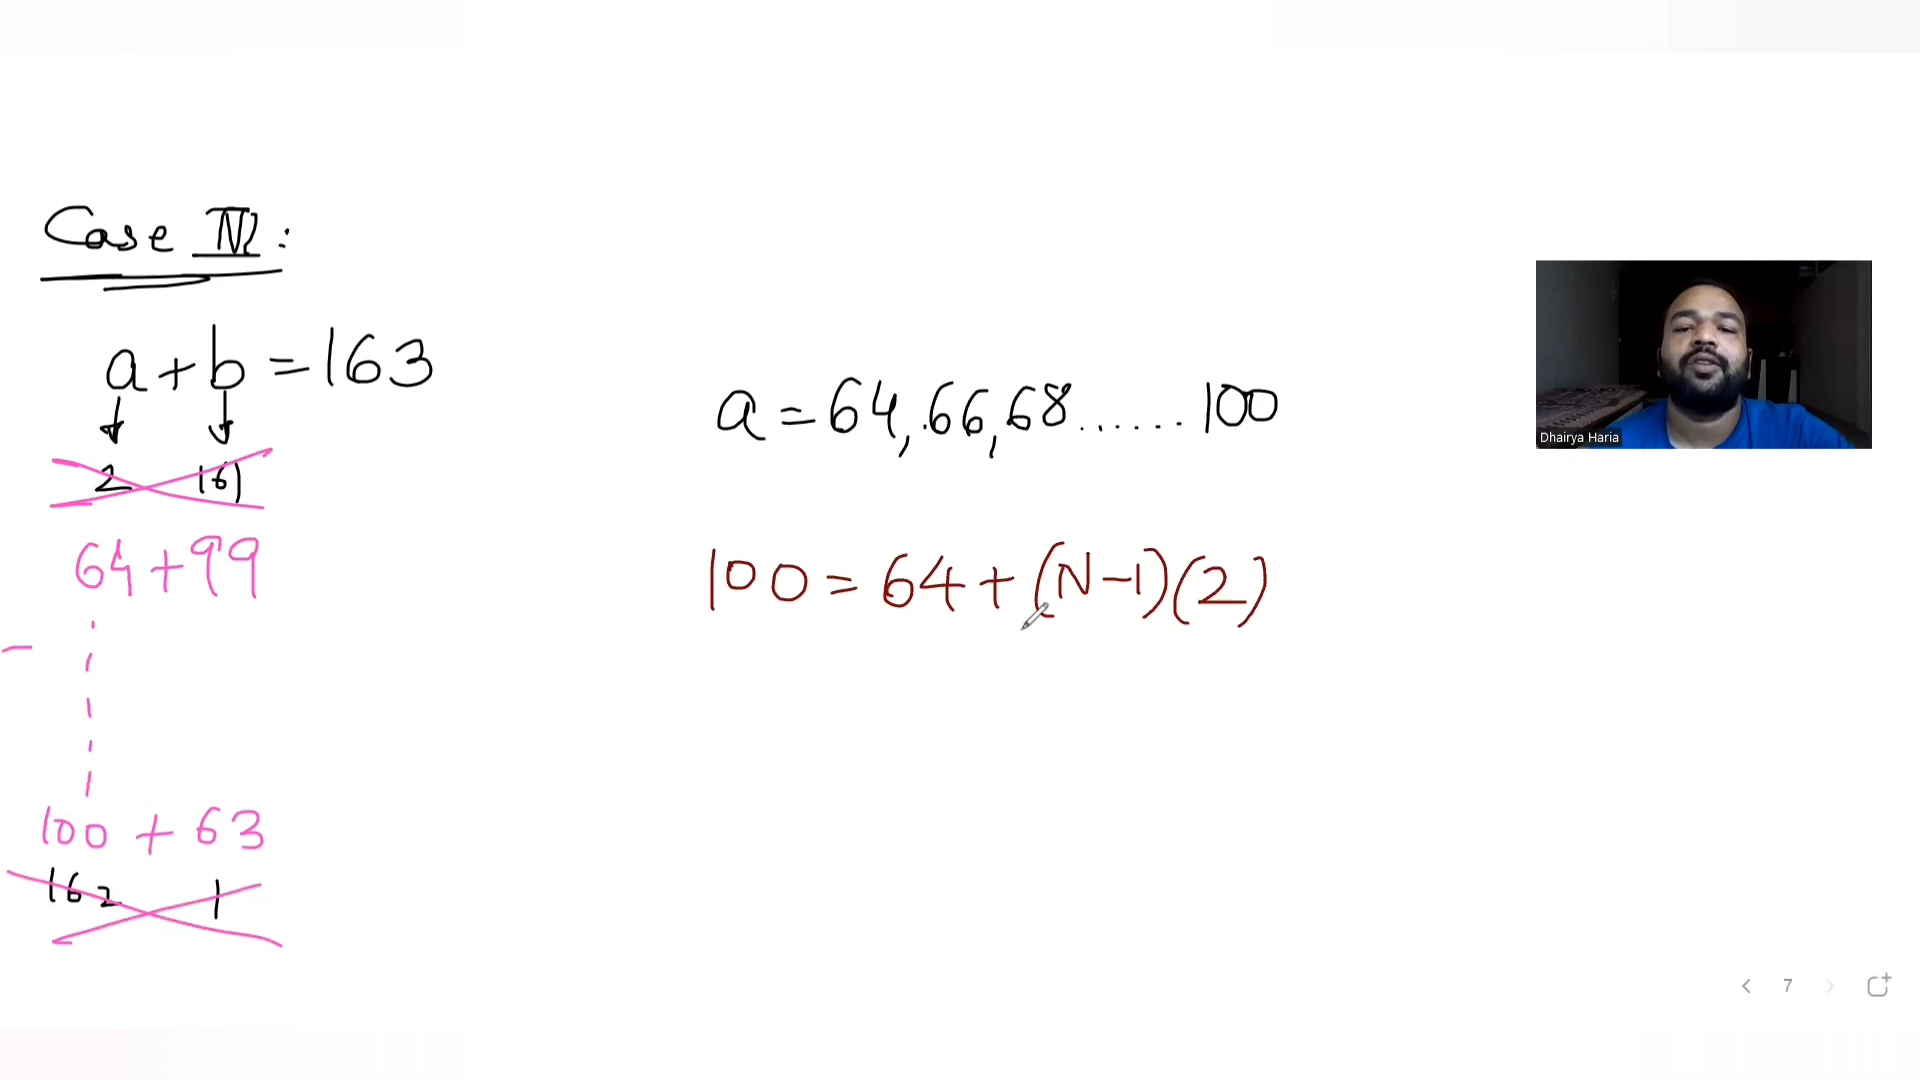 Case IV:
a+b=163
2 161
64+99
100+63
162 1
a=64,66,68......100
100=64+(N-1)(2)
Dhairya Haria
7